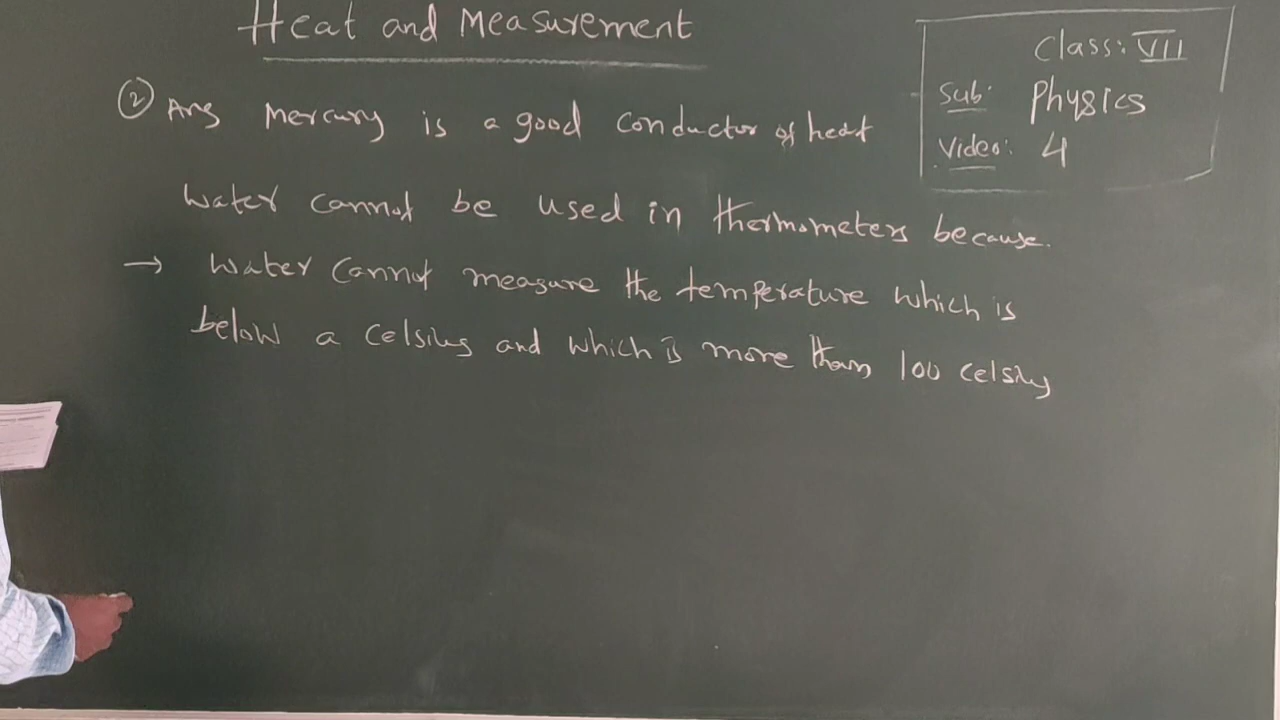 Heat and Measurement
Class: VII
Sub: Physics
Video: 4
② Ans Mercury is a good conductor of heat
Water cannot be used in thermometers because.
→ Water cannot measure the temperature which is
below a celsius and which is more than 100 celsius